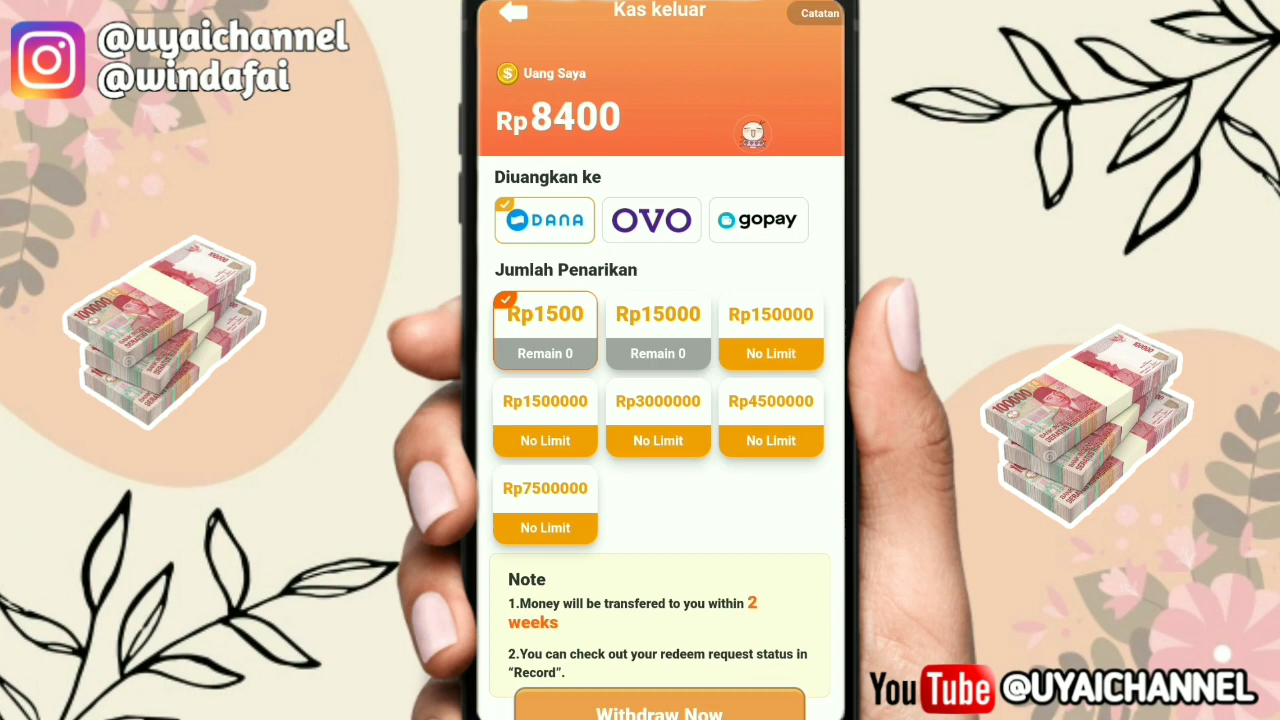 @uyaichannel
@windafai
Kas keluar
Catatan
$ Uang Saya
Rp8400
Diuangkan ke
DANA
OVO
gopay
Jumlah Penarikan
Rp1500
Rp15000
Rp150000
Remain 0
Remain 0
No Limit
Rp1500000
Rp3000000
Rp4500000
No Limit
No Limit
No Limit
Rp7500000
No Limit
Note
1.Money will be transfered to you within 2
weeks
2.You can check out your redeem request status in
“Record”.
Withdraw Now
100000
100000
YouTube @UYAICHANNEL